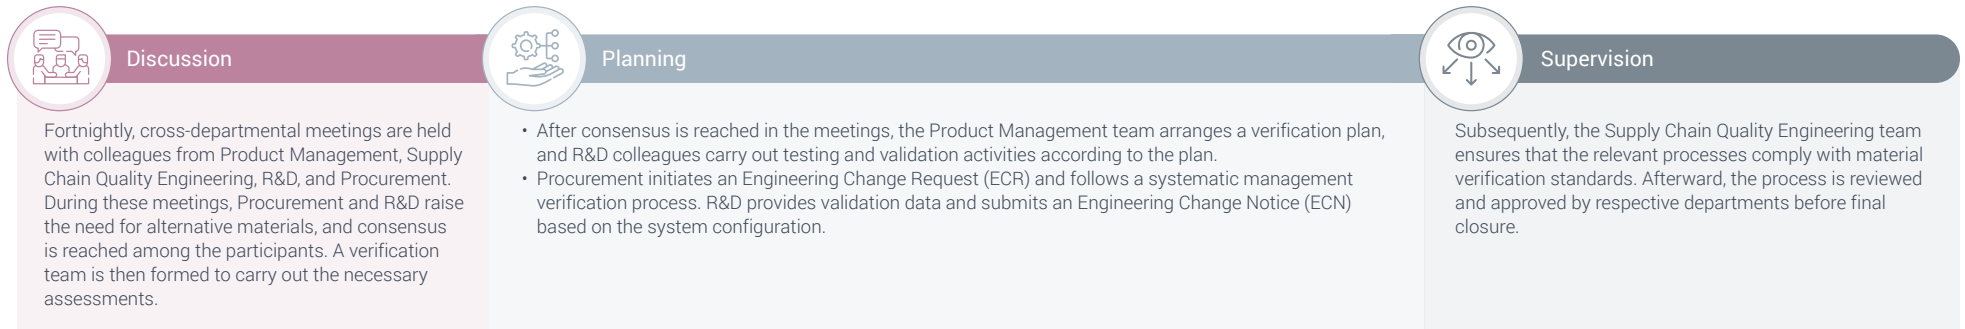 Discussion
Fortnightly, cross-departmental meetings are held
with colleagues from Product Management, Supply
Chain Quality Engineering, R&D, and Procurement.
During these meetings, Procurement and R&D raise
the need for alternative materials, and consensus
is reached among the participants. A verification
team is then formed to carry out the necessary
assessments.
Planning
• After consensus is reached in the meetings, the Product Management team arranges a verification plan,
and R&D colleagues carry out testing and validation activities according to the plan.
• Procurement initiates an Engineering Change Request (ECR) and follows a systematic management
verification process. R&D provides validation data and submits an Engineering Change Notice (ECN)
based on the system configuration.
Supervision
Subsequently, the Supply Chain Quality Engineering team
ensures that the relevant processes comply with material
verification standards. Afterward, the process is reviewed
and approved by respective departments before final
closure.